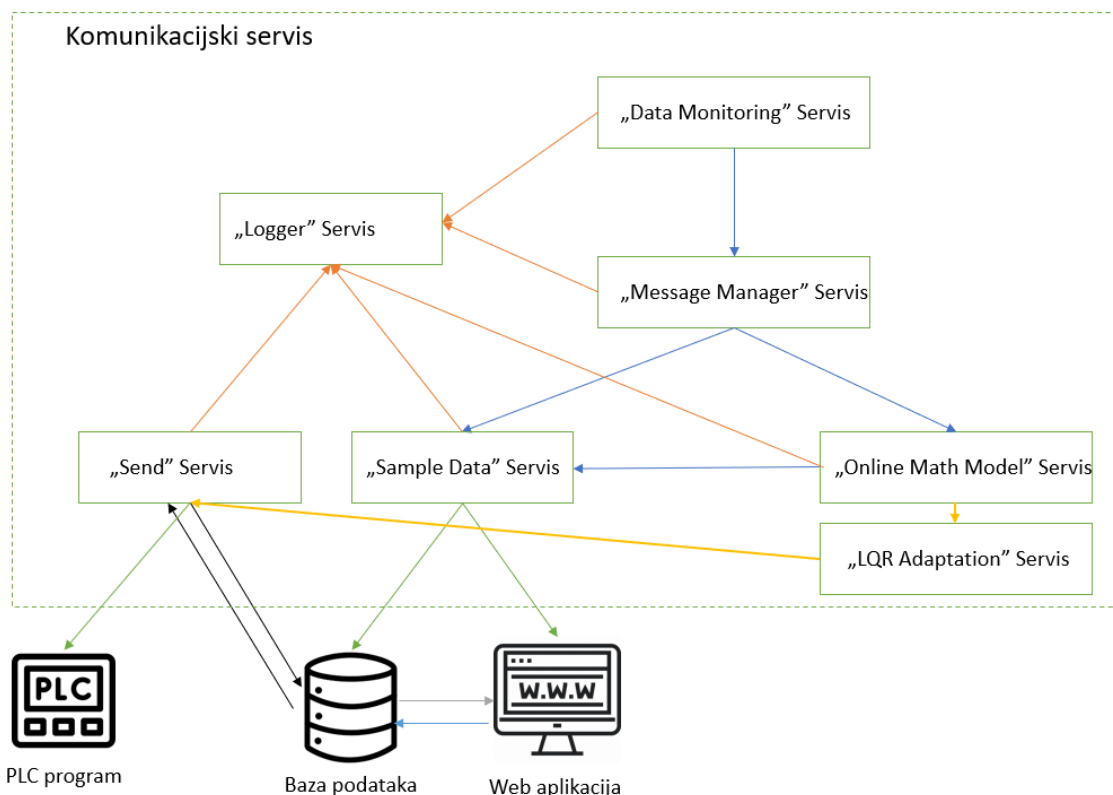 Komunikacijski servis
„Data Monitoring” Servis
„Logger” Servis
„Message Manager” Servis
„Send” Servis
„Sample Data” Servis
„Online Math Model” Servis
„LQR Adaptation” Servis
PLC
W.W.W
PLC program
Baza podataka
Web aplikacija